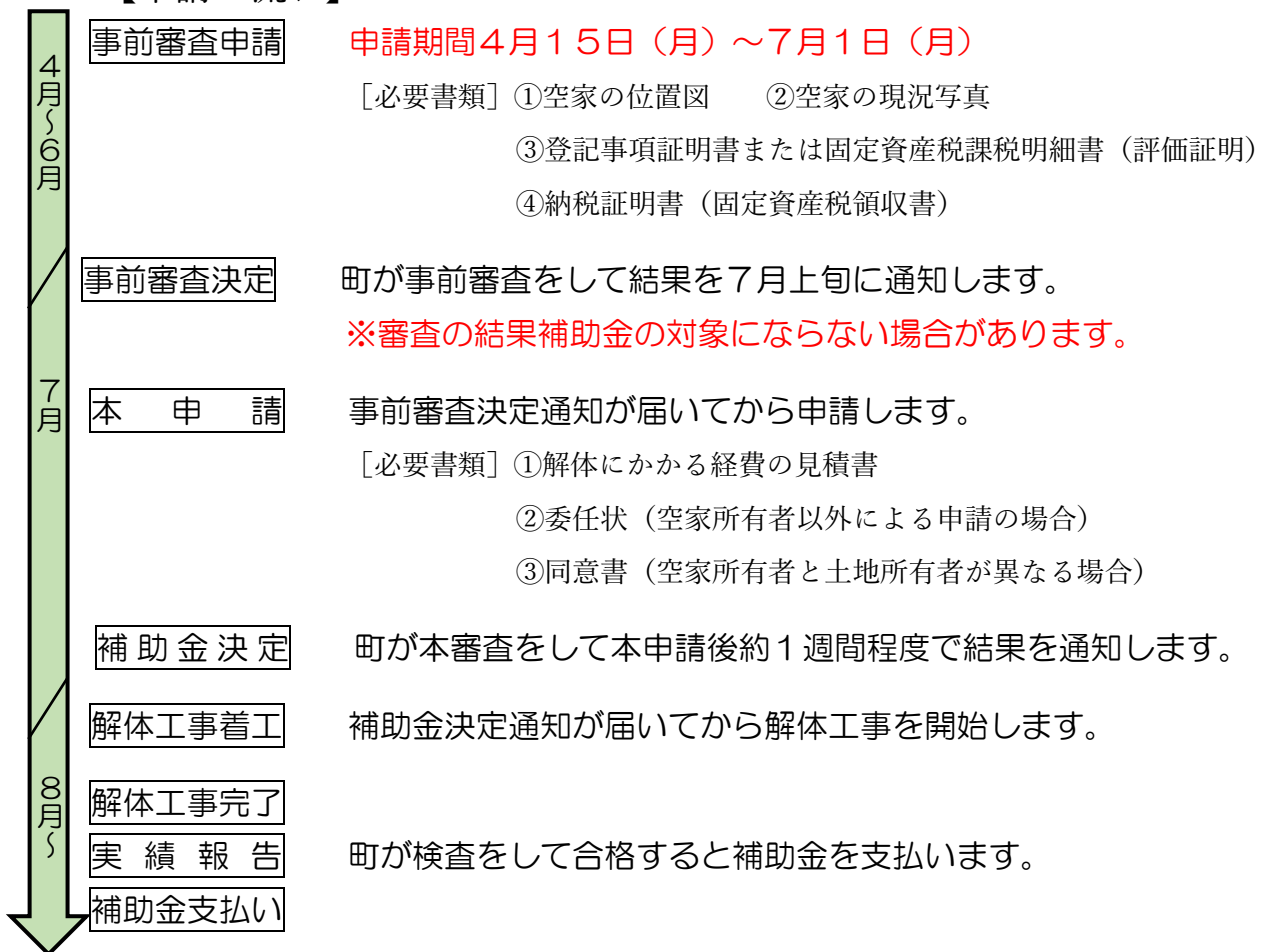 事前審査申請 申請期間4月15日（月）～7月1日（月）
4月～6月
［必要書類］①空家の位置図 ②空家の現況写真
③登記事項証明書または固定資産税課税明細書（評価証明）
④納税証明書（固定資産税領収書）
事前審査決定 町が事前審査をして結果を7月上旬に通知します。
※審査の結果補助金の対象にならない場合があります。
7月
本申請 事前審査決定通知が届いてから申請します。
［必要書類］①解体にかかる経費の見積書
②委任状（空家所有者以外による申請の場合）
③同意書（空家所有者と土地所有者が異なる場合）
補助金決定 町が本審査をして本申請後約1週間程度で結果を通知します。
解体工事着工 補助金決定通知が届いてから解体工事を開始します。
8月～
解体工事完了
実績報告 町が検査をして合格すると補助金を支払います。
補助金支払い